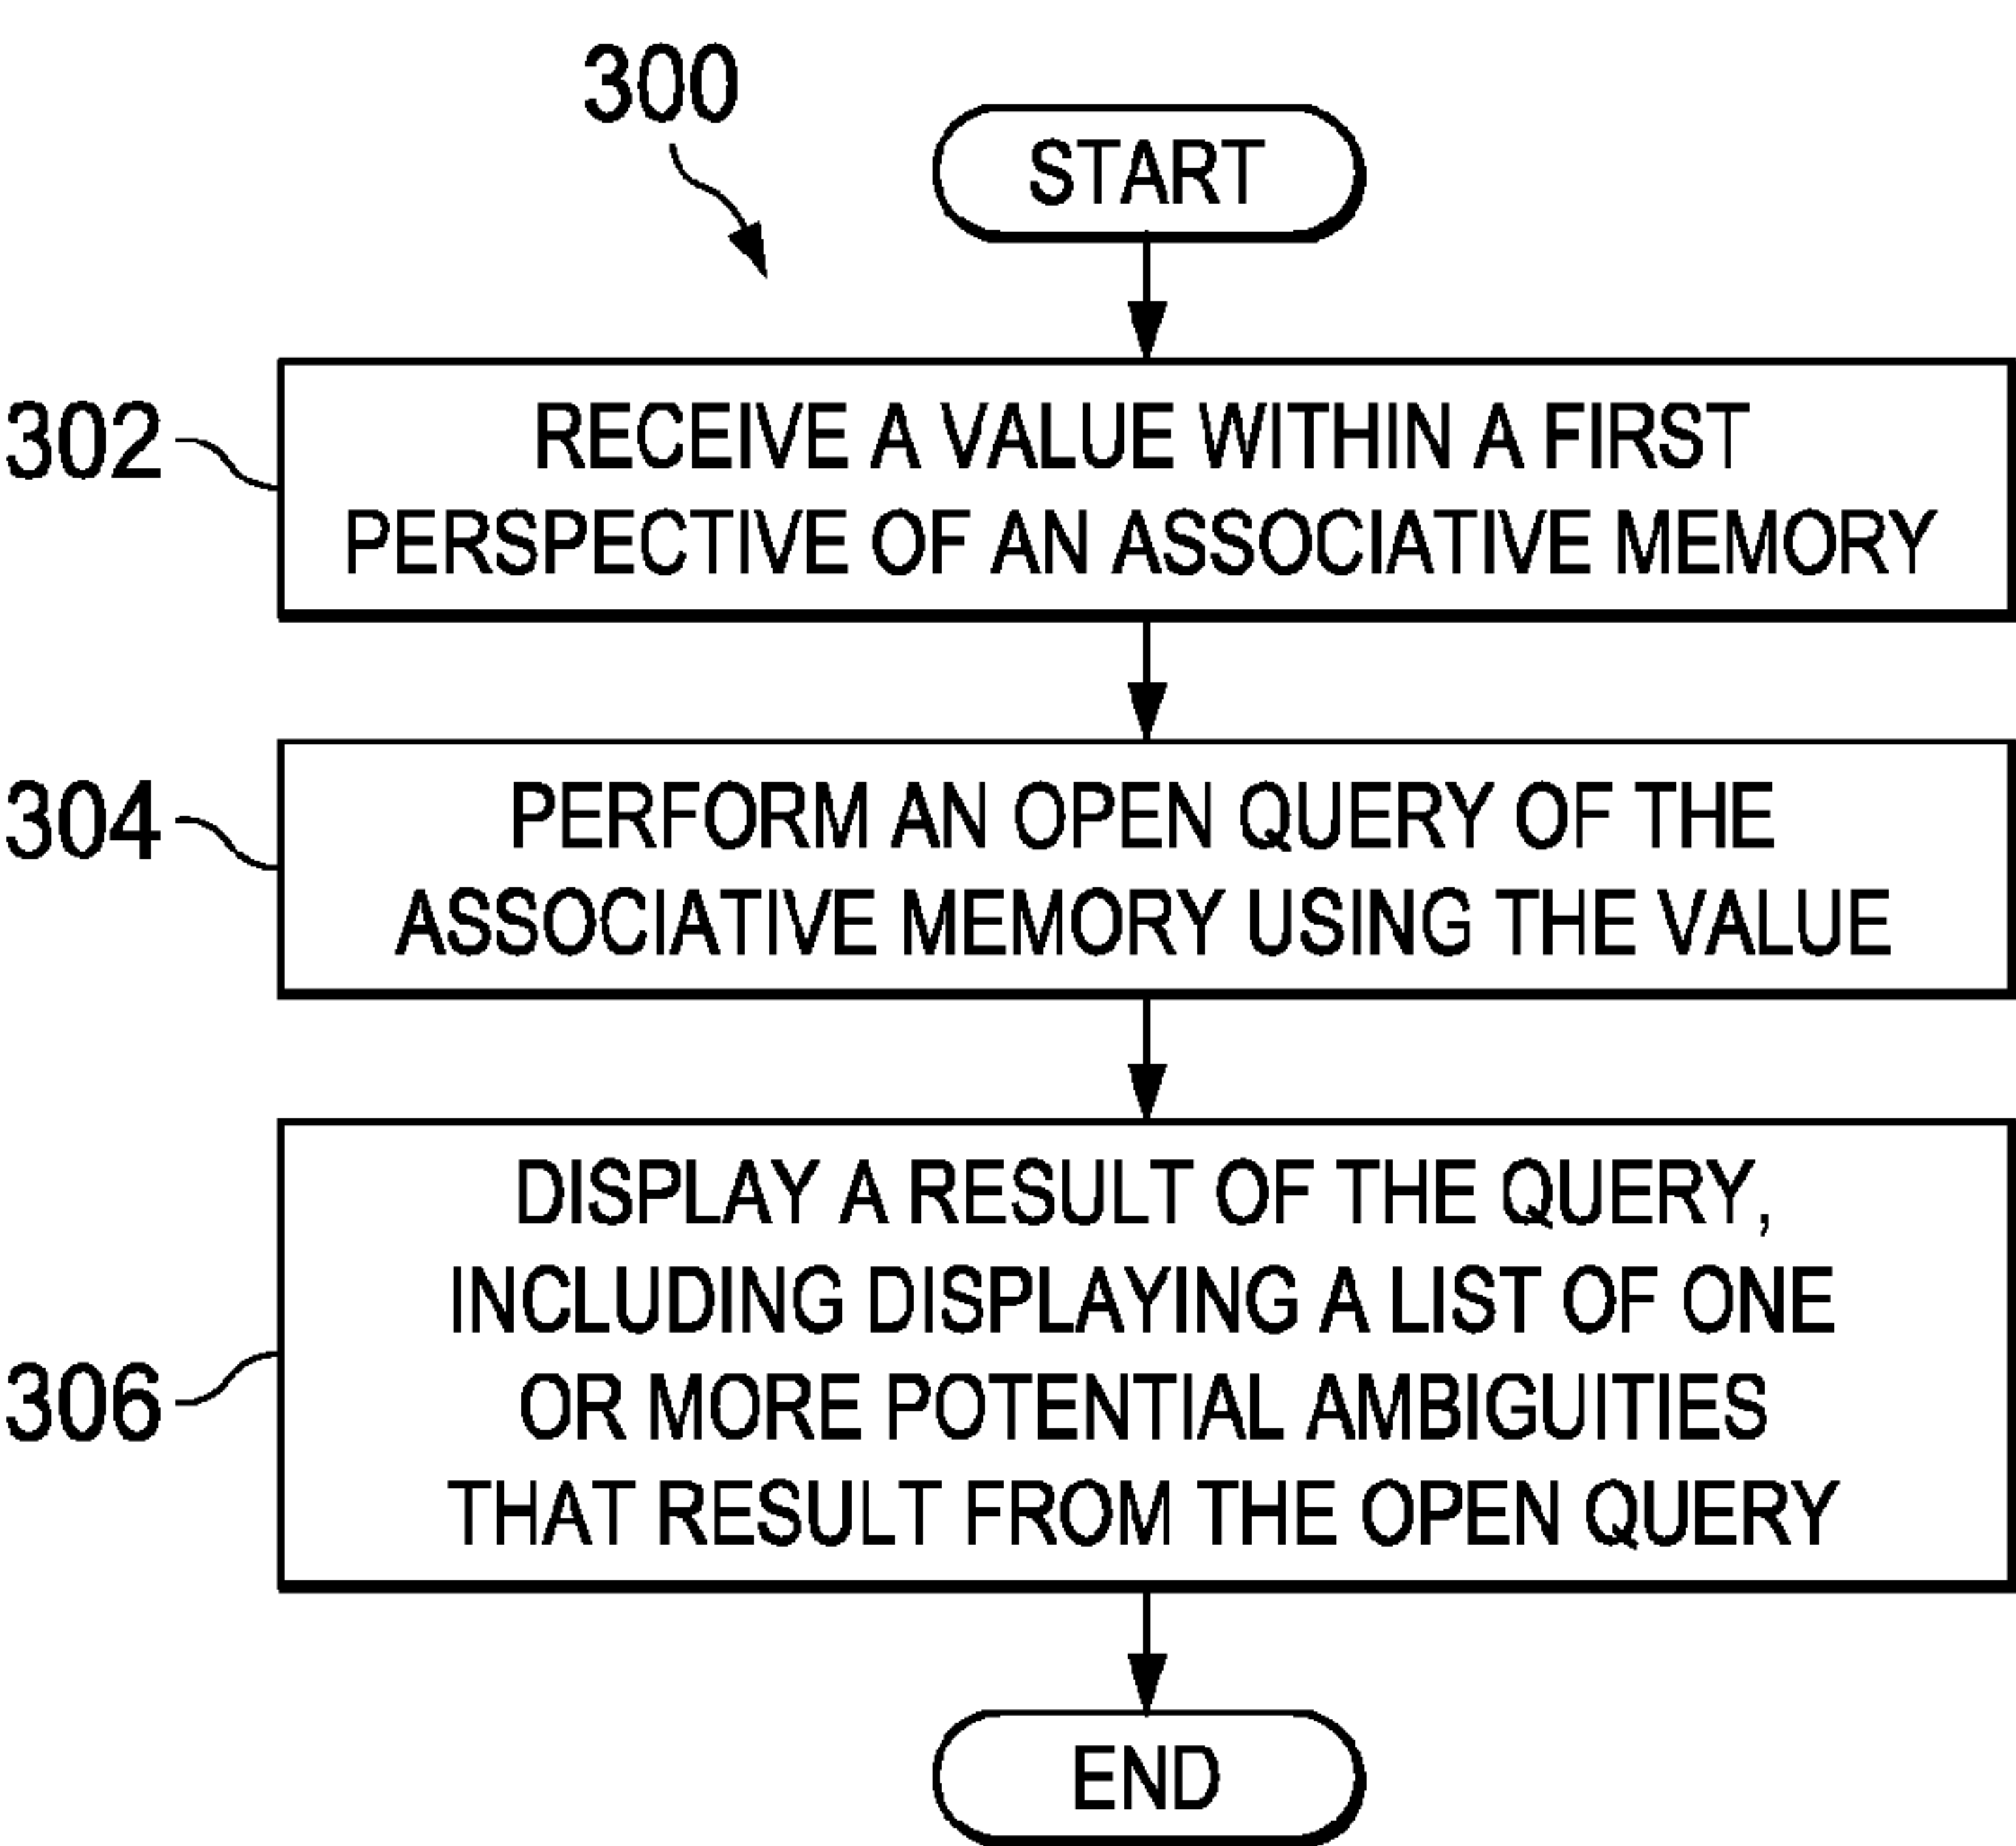 300
START
302
RECEIVE A VALUE WITHIN A FIRST
PERSPECTIVE OF AN ASSOCIATIVE MEMORY
304
PERFORM AN OPEN QUERY OF THE
ASSOCIATIVE MEMORY USING THE VALUE
306
DISPLAY A RESULT OF THE QUERY,
INCLUDING DISPLAYING A LIST OF ONE
OR MORE POTENTIAL AMBIGUITIES
THAT RESULT FROM THE OPEN QUERY
END